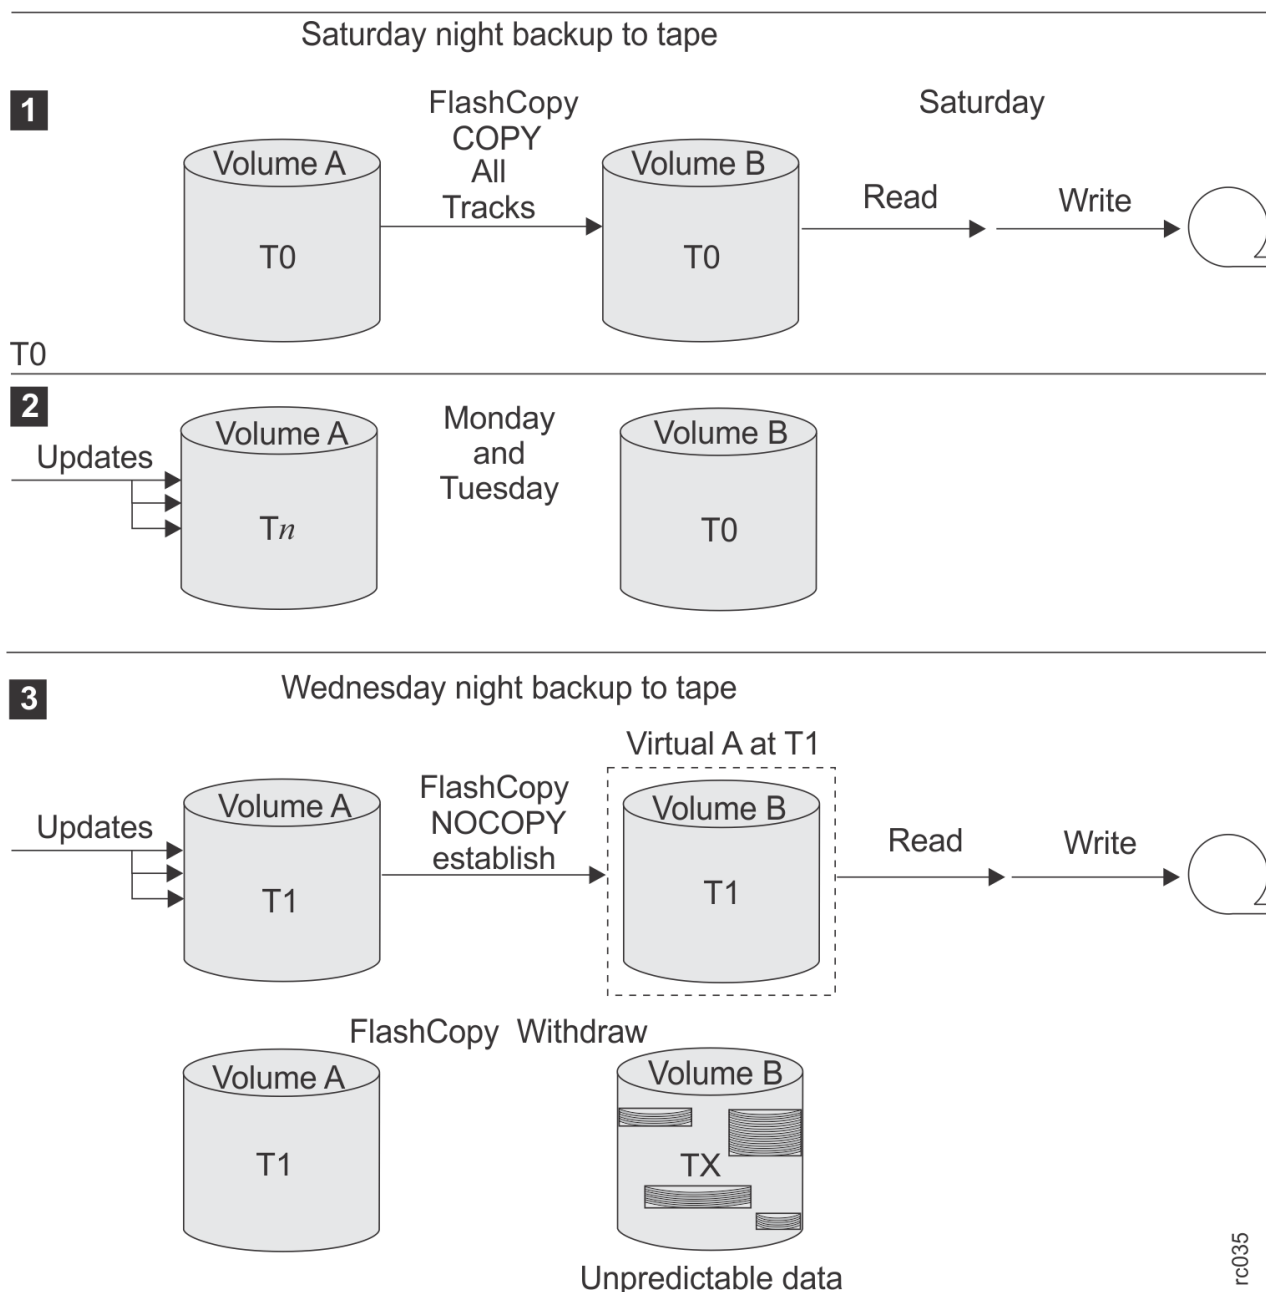 Saturday night backup to tape
1
FlashCopy
COPY
All
Tracks
Saturday
Volume A
T0
Volume B
T0
Read
Write
T0
2
Updates
Volume A
Tn
Monday
and
Tuesday
Volume B
T0
3
Wednesday night backup to tape
Virtual A at T1
Updates
Volume A
T1
FlashCopy
NOCOPY
establish
Volume B
T1
Read
Write
FlashCopy Withdraw
Volume A
T1
Volume B
TX
Unpredictable data
rc035